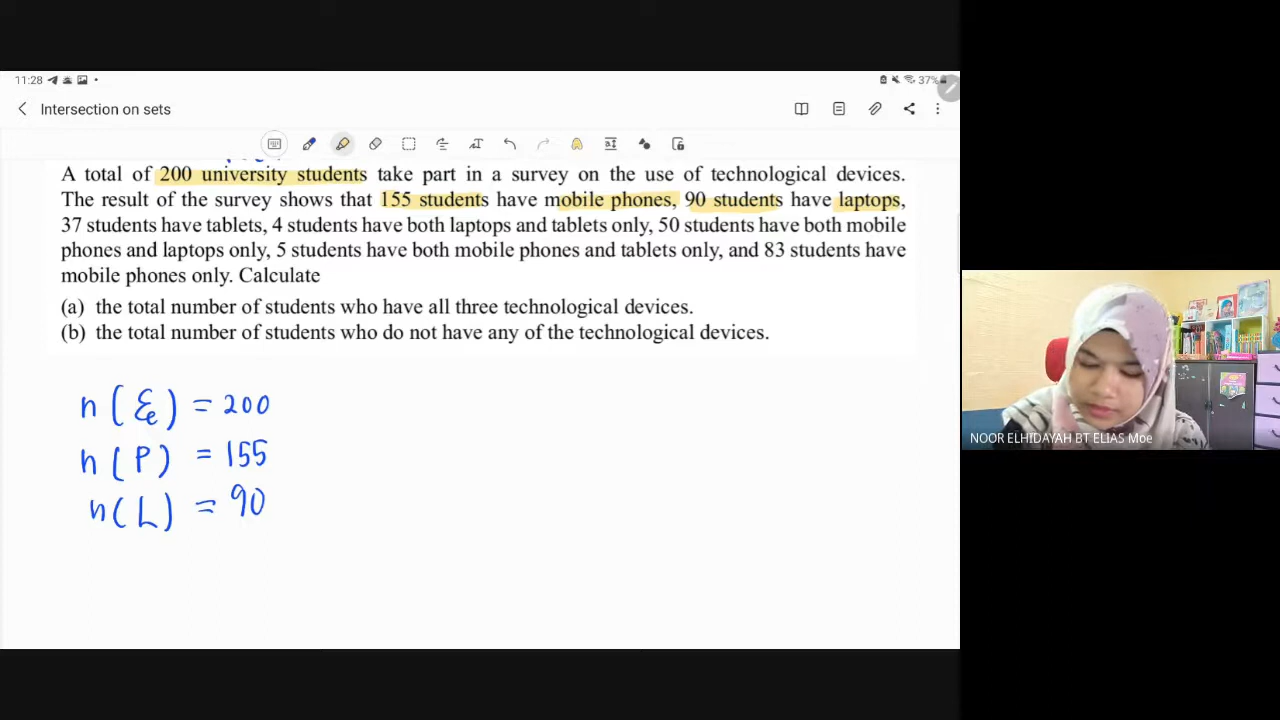 11:28
37%
Intersection on sets
A total of 200 university students take part in a survey on the use of technological devices.
The result of the survey shows that 155 students have mobile phones, 90 students have laptops,
37 students have tablets, 4 students have both laptops and tablets only, 50 students have both mobile
phones and laptops only, 5 students have both mobile phones and tablets only, and 83 students have
mobile phones only. Calculate
(a) the total number of students who have all three technological devices.
(b) the total number of students who do not have any of the technological devices.
n(ξ) = 200
n(P) = 155
n(L) = 90
NOOR ELHIDAYAH BT ELIAS Moe